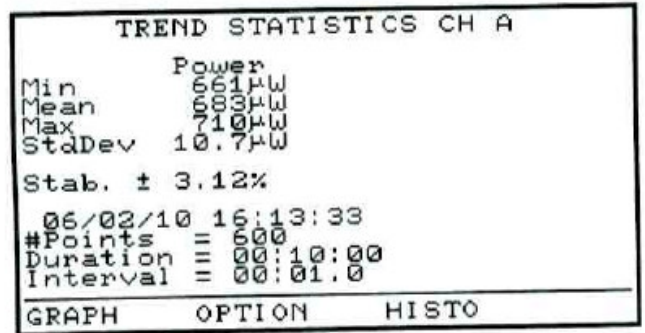 TREND STATISTICS CH A
Power
Min 661µW
Mean 683µW
Max 710µW
StdDev 10.7µW
Stab. ± 3.12%
06/02/10 16:13:33
#Points = 600
Duration = 00:10:00
Interval = 00:01.0
GRAPH OPTION HISTO